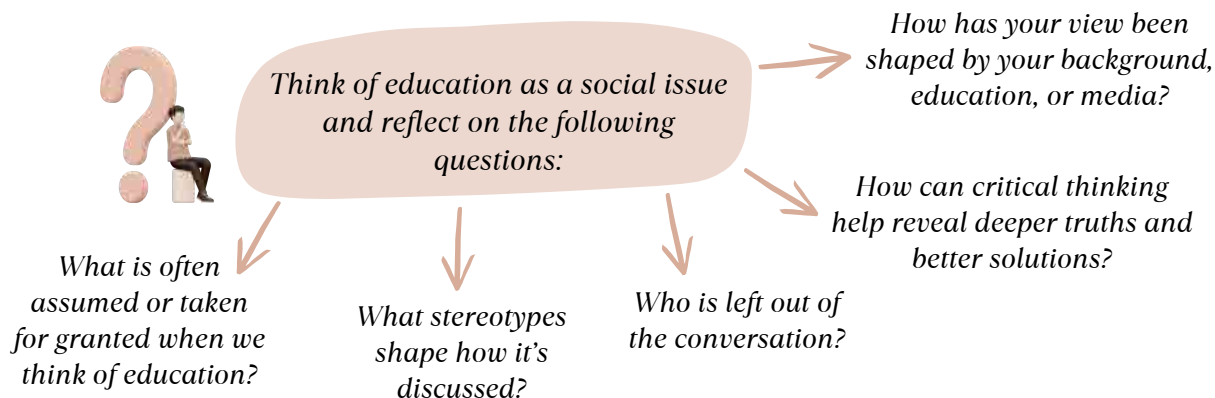 Think of education as a social issue
and reflect on the following
questions:
How has your view been
shaped by your background,
education, or media?
How can critical thinking
help reveal deeper truths and
better solutions?
Who is left out of
the conversation?
What stereotypes
shape how it's
discussed?
What is often
assumed or taken
for granted when we
think of education?